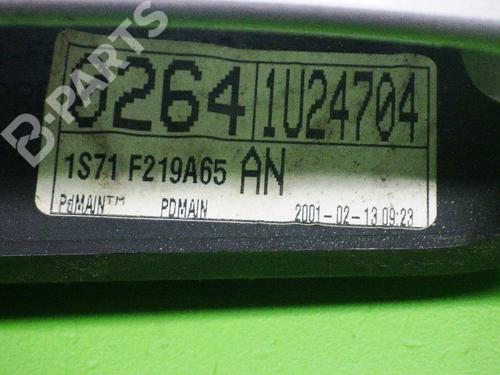 B-PARTS
0264 1U24704
1S71 F219A65 AN
PdMAIN™ PDMAIN 2001-02-13 09:23